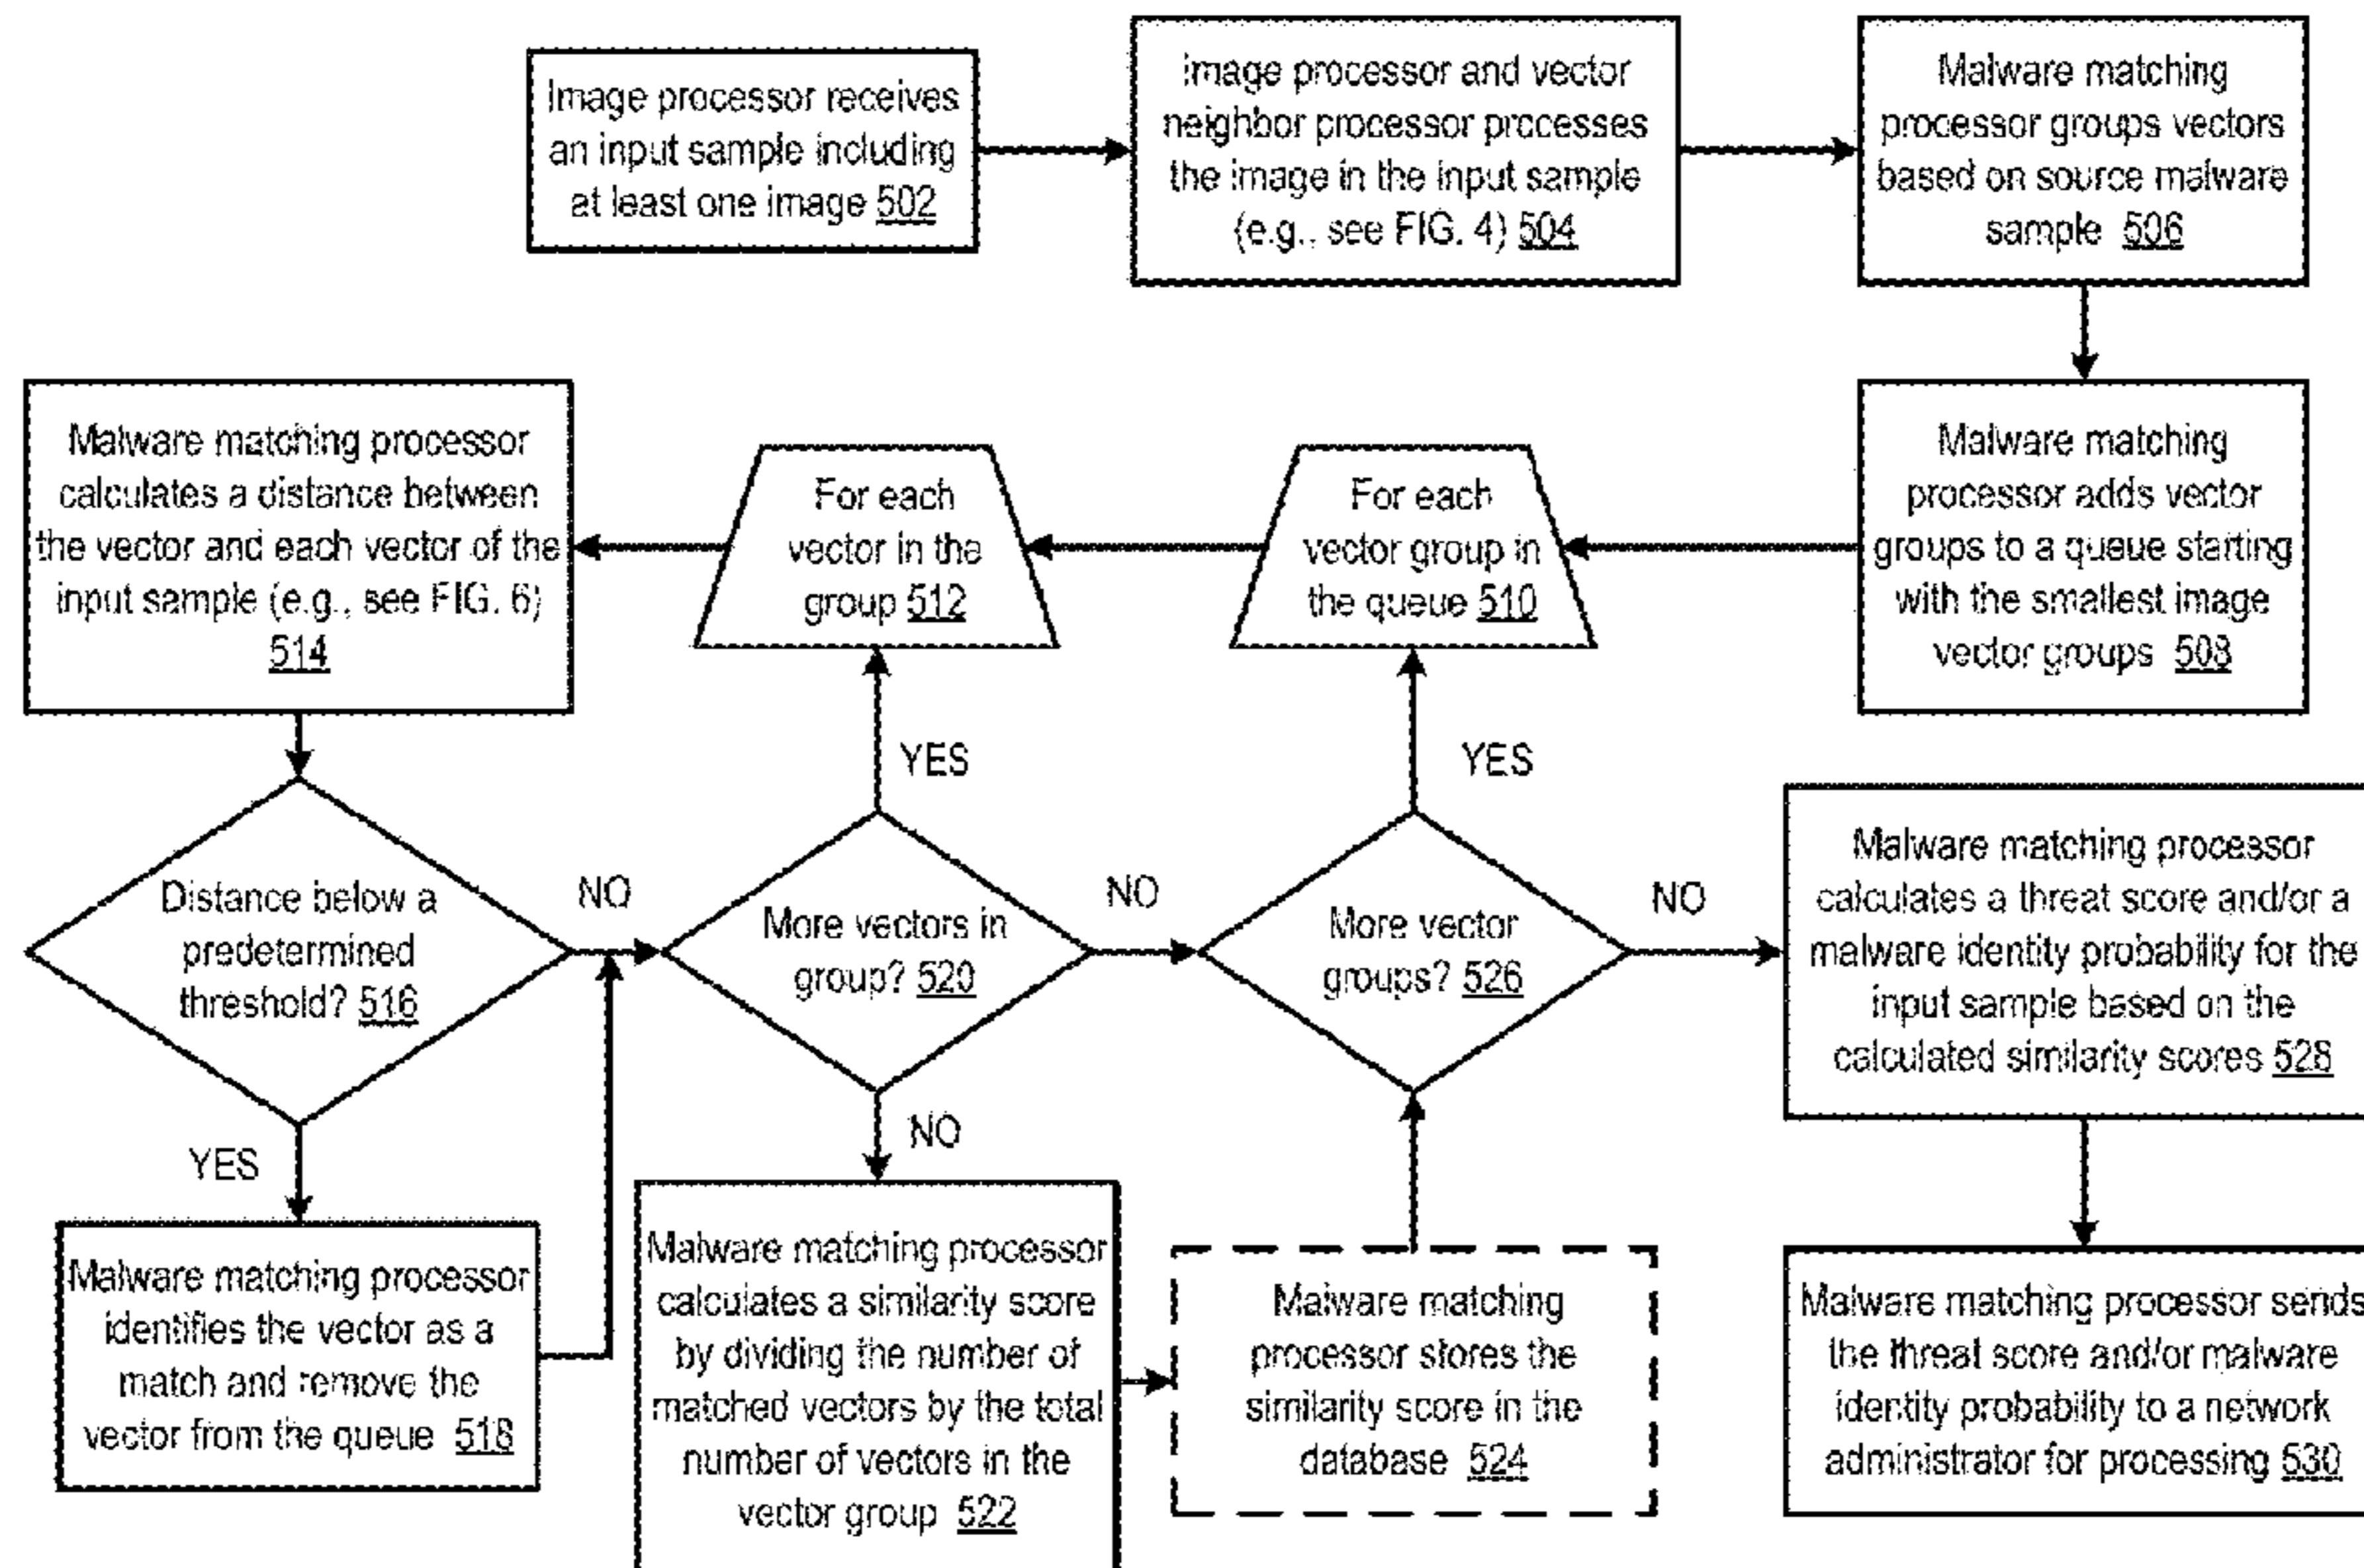 Image processor receives
an input sample including
at least one image 502
Image processor and vector
neighbor processor processes
the image in the input sample
(e.g., see FIG. 4) 504
Malware matching
processor groups vectors
based on source malware
sample 506
Malware matching processor
calculates a distance between
the vector and each vector of the
input sample (e.g., see FIG. 6)
514
For each
vector in the
group 512
For each
vector group in
the queue 510
Malware matching
processor adds vector
groups to a queue starting
with the smallest image
vector groups 508
YES
YES
Distance below a
predetermined
threshold? 516
NO
More vectors in
group? 520
NO
More vector
groups? 526
NO
Malware matching processor
calculates a threat score and/or a
malware identity probability for the
input sample based on the
calculated similarity scores 528
YES
NO
Malware matching processor
identifies the vector as a
match and remove the
vector from the queue 518
Malware matching processor
calculates a similarity score
by dividing the number of
matched vectors by the total
number of vectors in the
vector group 522
Malware matching
processor stores the
similarity score in the
database 524
Malware matching processor sends
the threat score and/or malware
identity probability to a network
administrator for processing 530